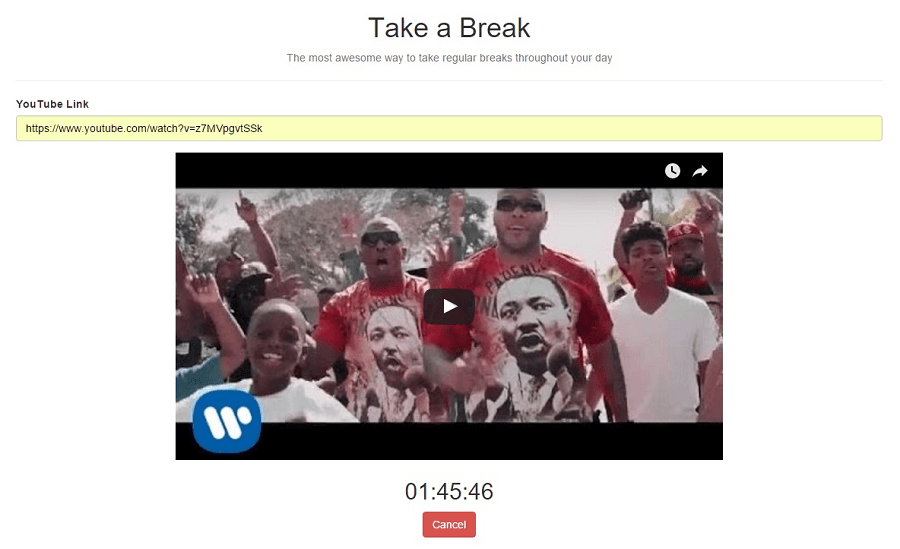 Take a Break
The most awesome way to take regular breaks throughout your day
YouTube Link
https://www.youtube.com/watch?v=z7MVpgvtSSk
01:45:46
Cancel